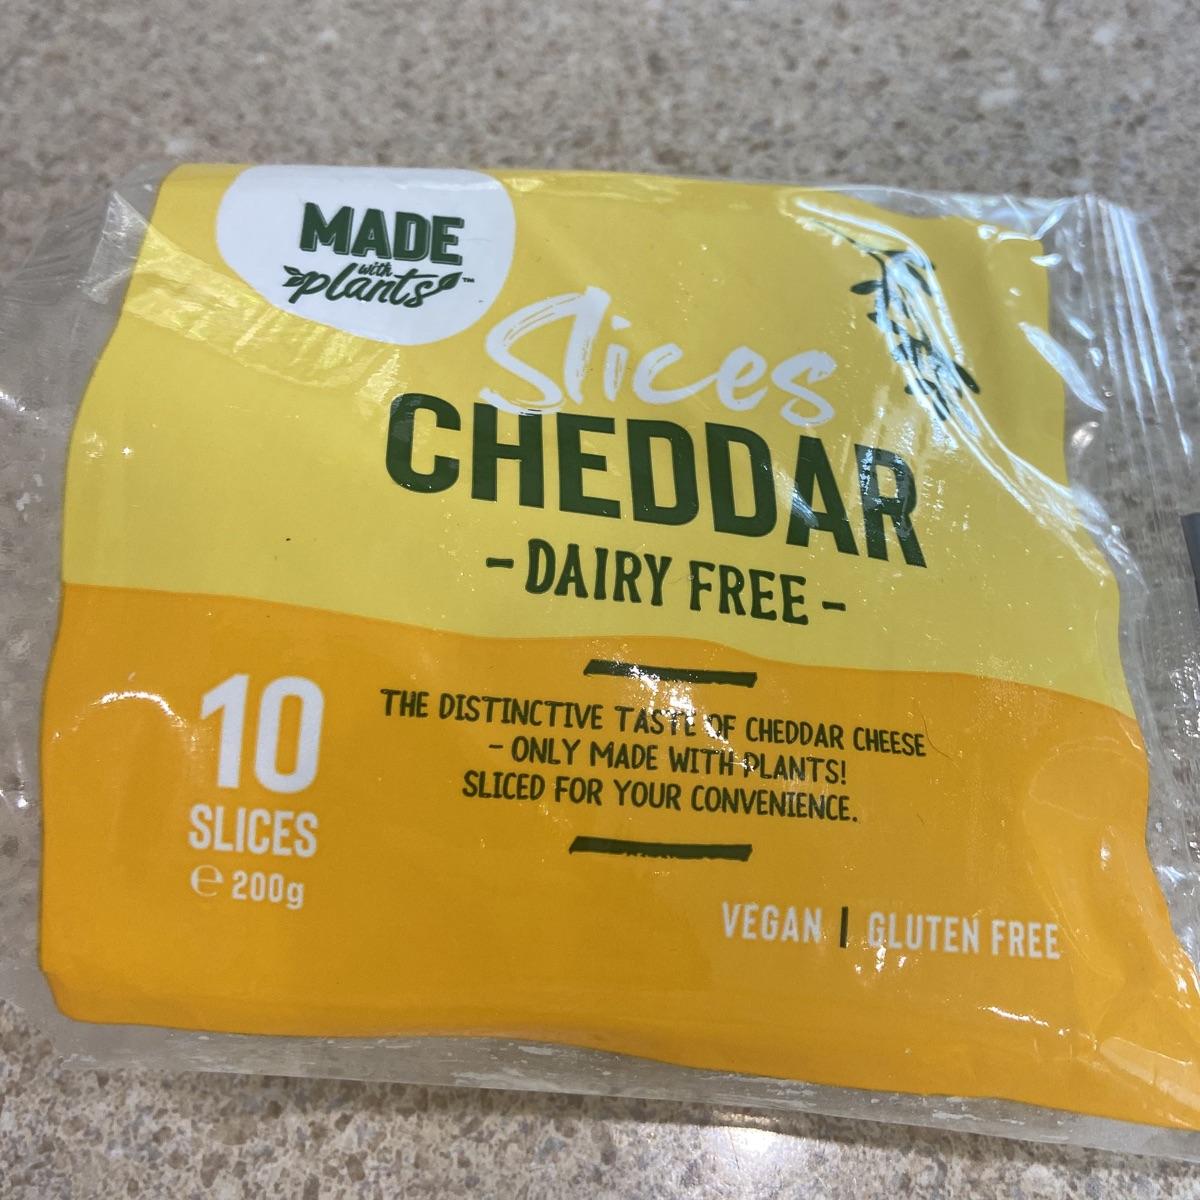 MADE
with
plants™
Slices
CHEDDAR
- DAIRY FREE -
THE DISTINCTIVE TASTE OF CHEDDAR CHEESE
- ONLY MADE WITH PLANTS!
SLICED FOR YOUR CONVENIENCE.
10
SLICES
℮ 200g
VEGAN | GLUTEN FREE